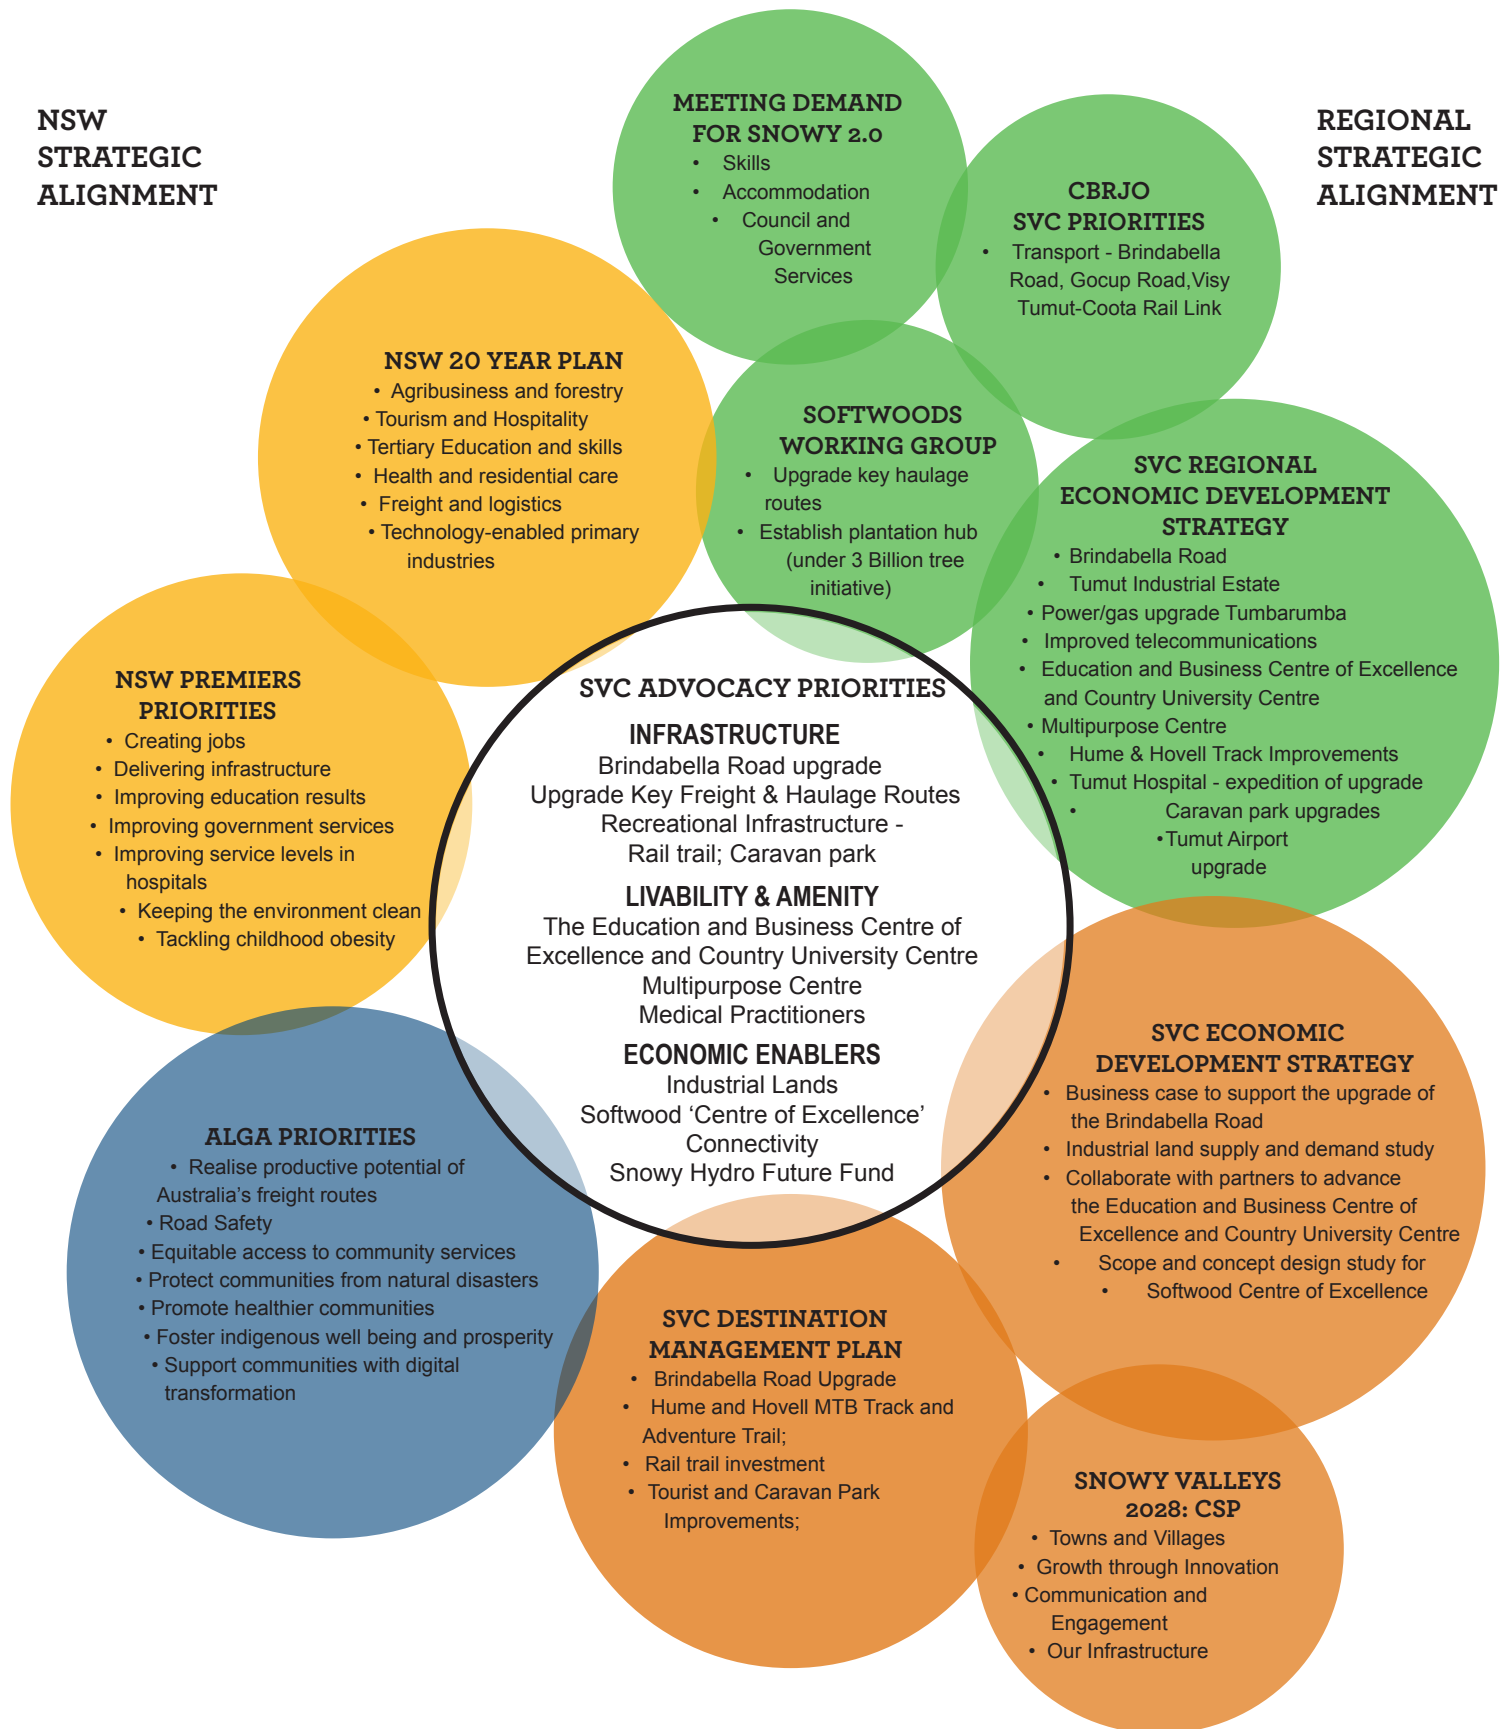 NSW
STRATEGIC
ALIGNMENT
REGIONAL
STRATEGIC
ALIGNMENT
MEETING DEMAND
FOR SNOWY 2.0
• Skills
• Accommodation
• Council and
Government
Services
CBRJO
SVC PRIORITIES
• Transport - Brindabella
Road, Gocup Road,Visy
Tumut-Coota Rail Link
NSW 20 YEAR PLAN
• Agribusiness and forestry
• Tourism and Hospitality
• Tertiary Education and skills
• Health and residential care
• Freight and logistics
• Technology-enabled primary
industries
SOFTWOODS
WORKING GROUP
• Upgrade key haulage
routes
• Establish plantation hub
(under 3 Billion tree
initiative)
SVC REGIONAL
ECONOMIC DEVELOPMENT
STRATEGY
• Brindabella Road
• Tumut Industrial Estate
• Power/gas upgrade Tumbarumba
• Improved telecommunications
• Education and Business Centre of Excellence
and Country University Centre
• Multipurpose Centre
• Hume & Hovell Track Improvements
• Tumut Hospital - expedition of upgrade
• Caravan park upgrades
• Tumut Airport
upgrade
NSW PREMIERS
PRIORITIES
• Creating jobs
• Delivering infrastructure
• Improving education results
• Improving government services
• Improving service levels in
hospitals
• Keeping the environment clean
• Tackling childhood obesity
SVC ADVOCACY PRIORITIES
INFRASTRUCTURE
Brindabella Road upgrade
Upgrade Key Freight & Haulage Routes
Recreational Infrastructure -
Rail trail; Caravan park
LIVABILITY & AMENITY
The Education and Business Centre of
Excellence and Country University Centre
Multipurpose Centre
Medical Practitioners
ECONOMIC ENABLERS
Industrial Lands
Softwood ‘Centre of Excellence’
Connectivity
Snowy Hydro Future Fund
ALGA PRIORITIES
• Realise productive potential of
Australia’s freight routes
• Road Safety
• Equitable access to community services
• Protect communities from natural disasters
• Promote healthier communities
• Foster indigenous well being and prosperity
• Support communities with digital
transformation
SVC ECONOMIC
DEVELOPMENT STRATEGY
• Business case to support the upgrade of
the Brindabella Road
• Industrial land supply and demand study
• Collaborate with partners to advance
the Education and Business Centre of
Excellence and Country University Centre
• Scope and concept design study for
• Softwood Centre of Excellence
SVC DESTINATION
MANAGEMENT PLAN
• Brindabella Road Upgrade
• Hume and Hovell MTB Track and
Adventure Trail;
• Rail trail investment
• Tourist and Caravan Park
Improvements;
SNOWY VALLEYS
2028: CSP
• Towns and Villages
• Growth through Innovation
• Communication and
Engagement
• Our Infrastructure